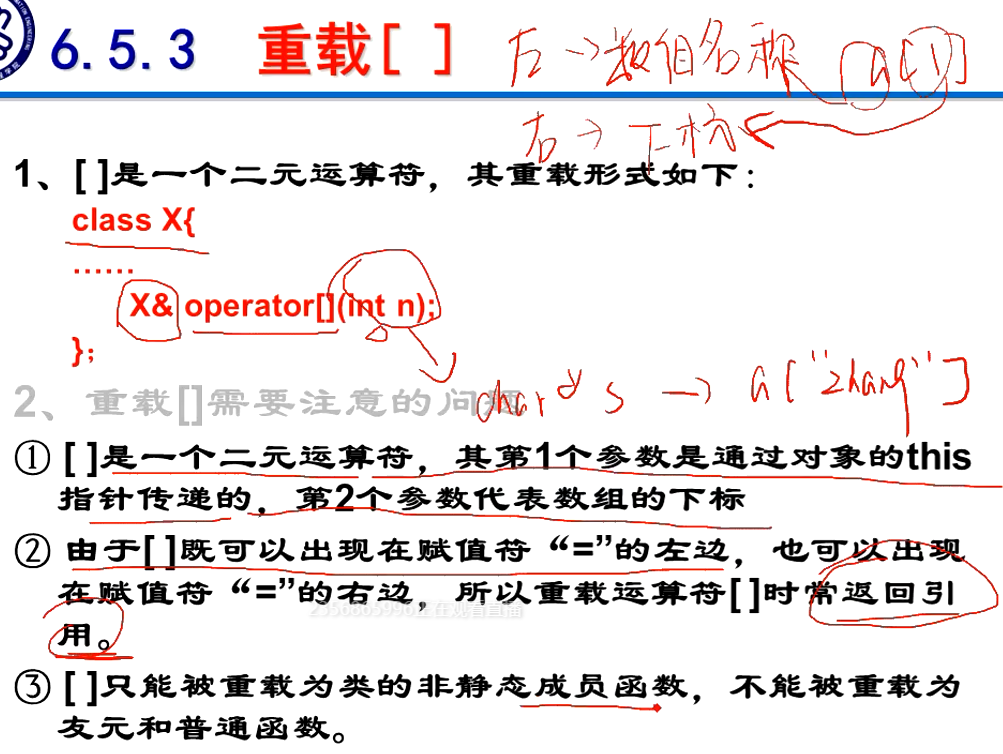 6.5.3 重载[ ]
左→数组名称 a[1]
右→下标
1、[ ]是一个二元运算符，其重载形式如下：
class X{
……
X& operator[](int n);
};
char * s → a["zhang"]
2、重载[]需要注意的问题
① [ ]是一个二元运算符，其第1个参数是通过对象的this
指针传递的，第2个参数代表数组的下标
② 由于[ ]既可以出现在赋值符“=”的左边，也可以出现
在赋值符“=”的右边，所以重载运算符[ ]时常返回引
用。
③ [ ]只能被重载为类的非静态成员函数，不能被重载为
友元和普通函数。